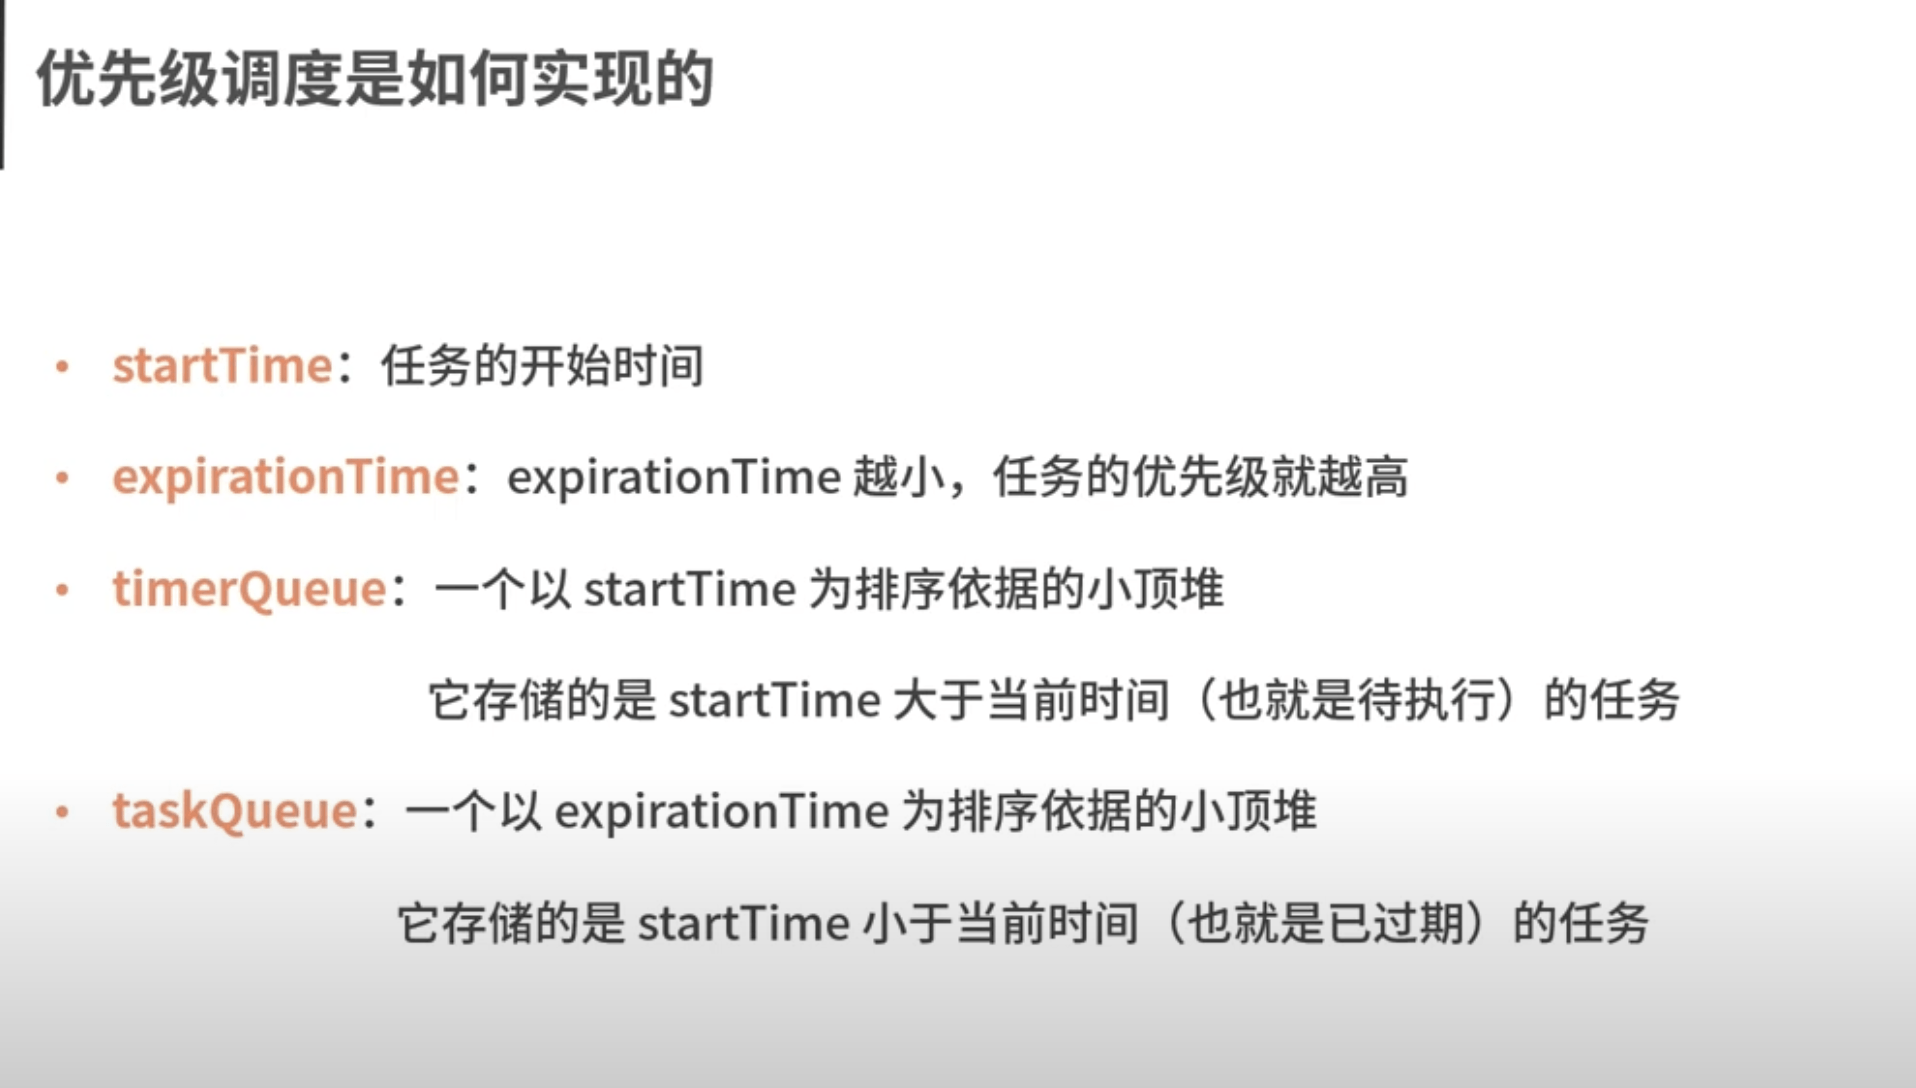 优先级调度是如何实现的
• startTime：任务的开始时间
• expirationTime：expirationTime 越小，任务的优先级就越高
• timerQueue：一个以 startTime 为排序依据的小顶堆
它存储的是 startTime 大于当前时间（也就是待执行）的任务
• taskQueue：一个以 expirationTime 为排序依据的小顶堆
它存储的是 startTime 小于当前时间（也就是已过期）的任务